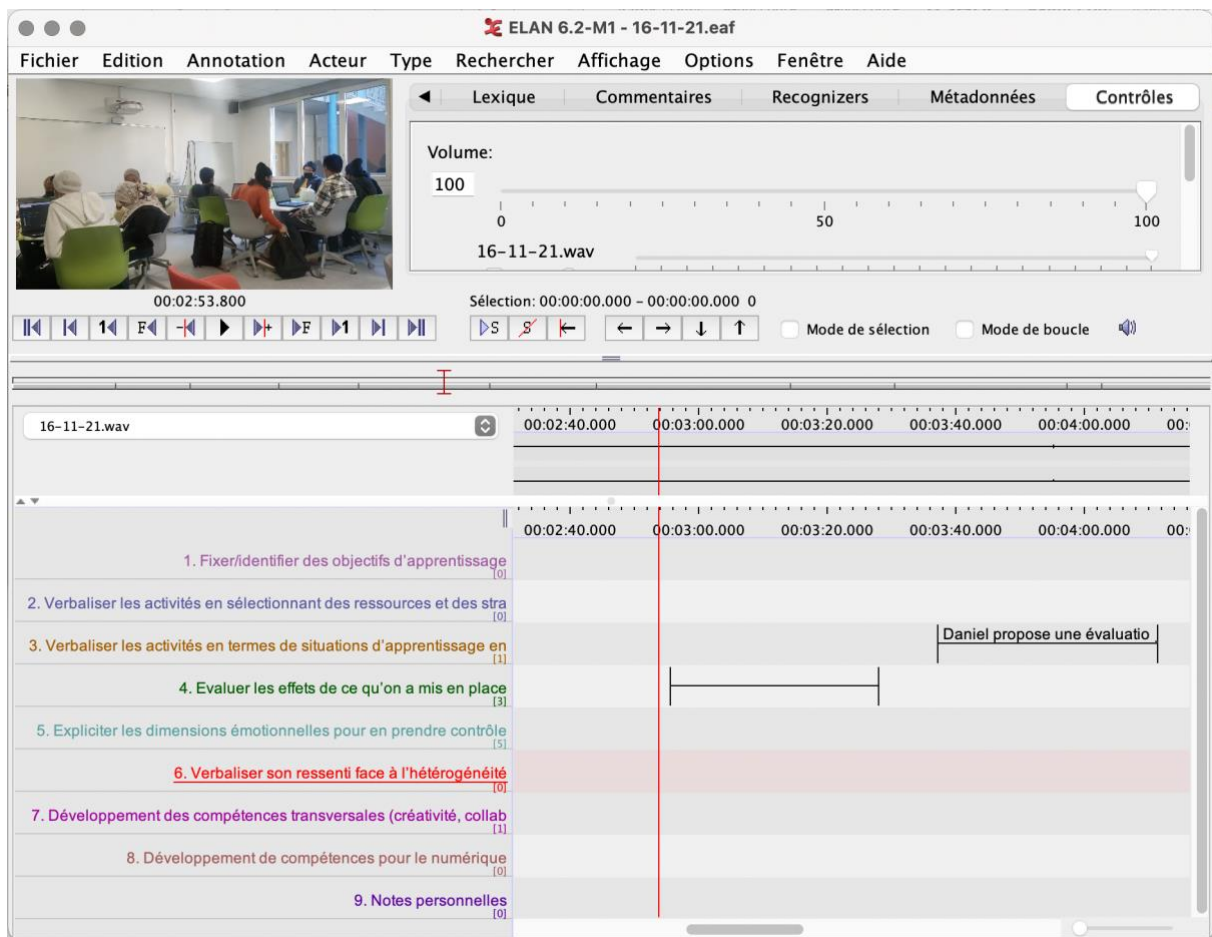 ELAN 6.2-M1 - 16-11-21.eaf
Fichier Edition Annotation Acteur Type Rechercher Affichage Options Fenêtre Aide
Lexique Commentaires Recognizers Métadonnées Contrôles
Volume:
100
0 50 100
16-11-21.wav
00:02:53.800
Sélection: 00:00:00.000 - 00:00:00.000 0
1 F + F 1 S S Mode de sélection Mode de boucle
16-11-21.wav
00:02:40.000 00:03:00.000 00:03:20.000 00:03:40.000 00:04:00.000 00:
00:02:40.000 00:03:00.000 00:03:20.000 00:03:40.000 00:04:00.000 00:
1. Fixer/identifier des objectifs d'apprentissage
[0]
2. Verbaliser les activités en sélectionnant des ressources et des stra
[0]
3. Verbaliser les activités en termes de situations d'apprentissage en
[1]
Daniel propose une évaluatio
4. Evaluer les effets de ce qu'on a mis en place
[3]
5. Expliciter les dimensions émotionnelles pour en prendre contrôle
[5]
6. Verbaliser son ressenti face à l'hétérogénéité
[0]
7. Développement des compétences transversales (créativité, collab
[1]
8. Développement de compétences pour le numérique
[0]
9. Notes personnelles
[0]